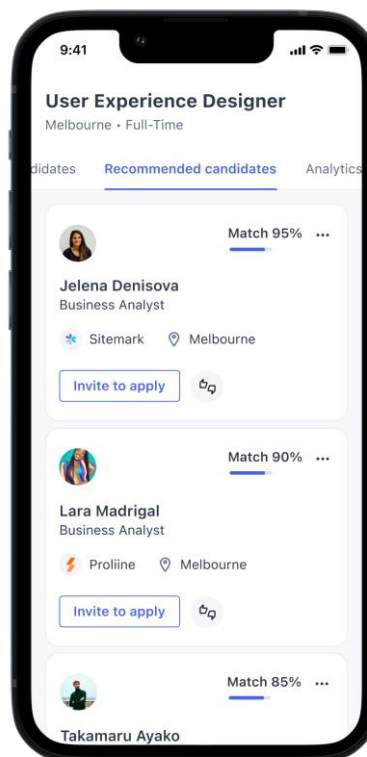 9:41
User Experience Designer
Melbourne • Full-Time
didates Recommended candidates Analytics
Match 95% ...
Jelena Denisova
Business Analyst
Sitemark Melbourne
Invite to apply
Match 90% ...
Lara Madrigal
Business Analyst
Proliine Melbourne
Invite to apply
Match 85% ...
Takamaru Ayako